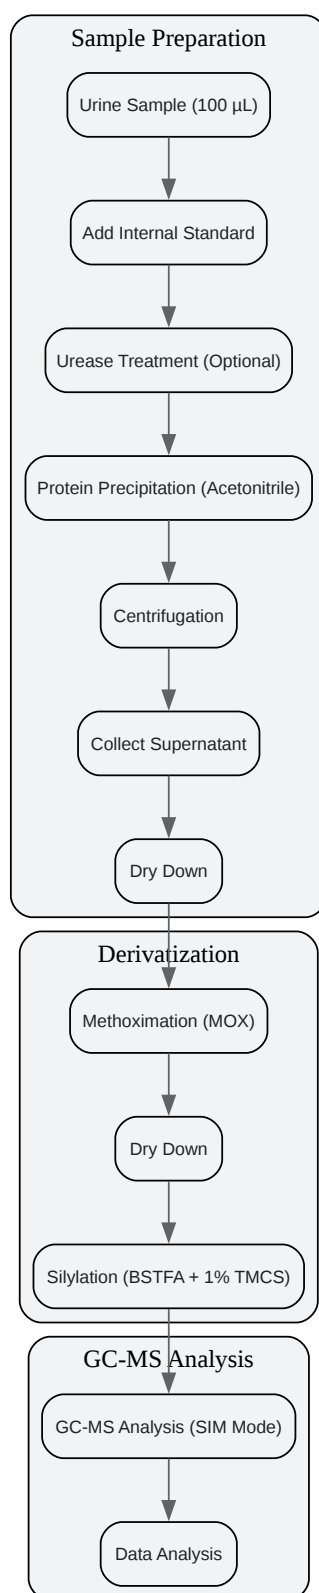 Sample Preparation
Urine Sample (100 µL)
Add Internal Standard
Urease Treatment (Optional)
Protein Precipitation (Acetonitrile)
Centrifugation
Collect Supernatant
Dry Down
Derivatization
Methoximation (MOX)
Dry Down
Silylation (BSTFA + 1% TMCS)
GC-MS Analysis
GC-MS Analysis (SIM Mode)
Data Analysis